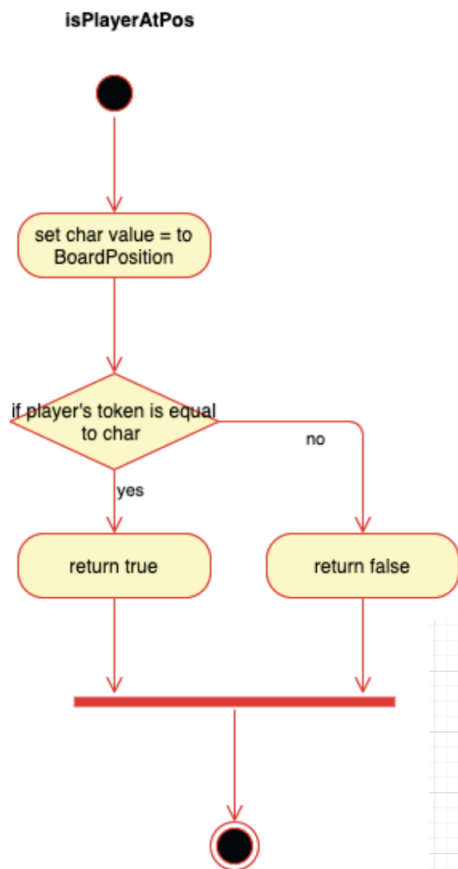 isPlayerAtPos
set char value = to
BoardPosition
if player's token is equal
to char
no
yes
return true
return false